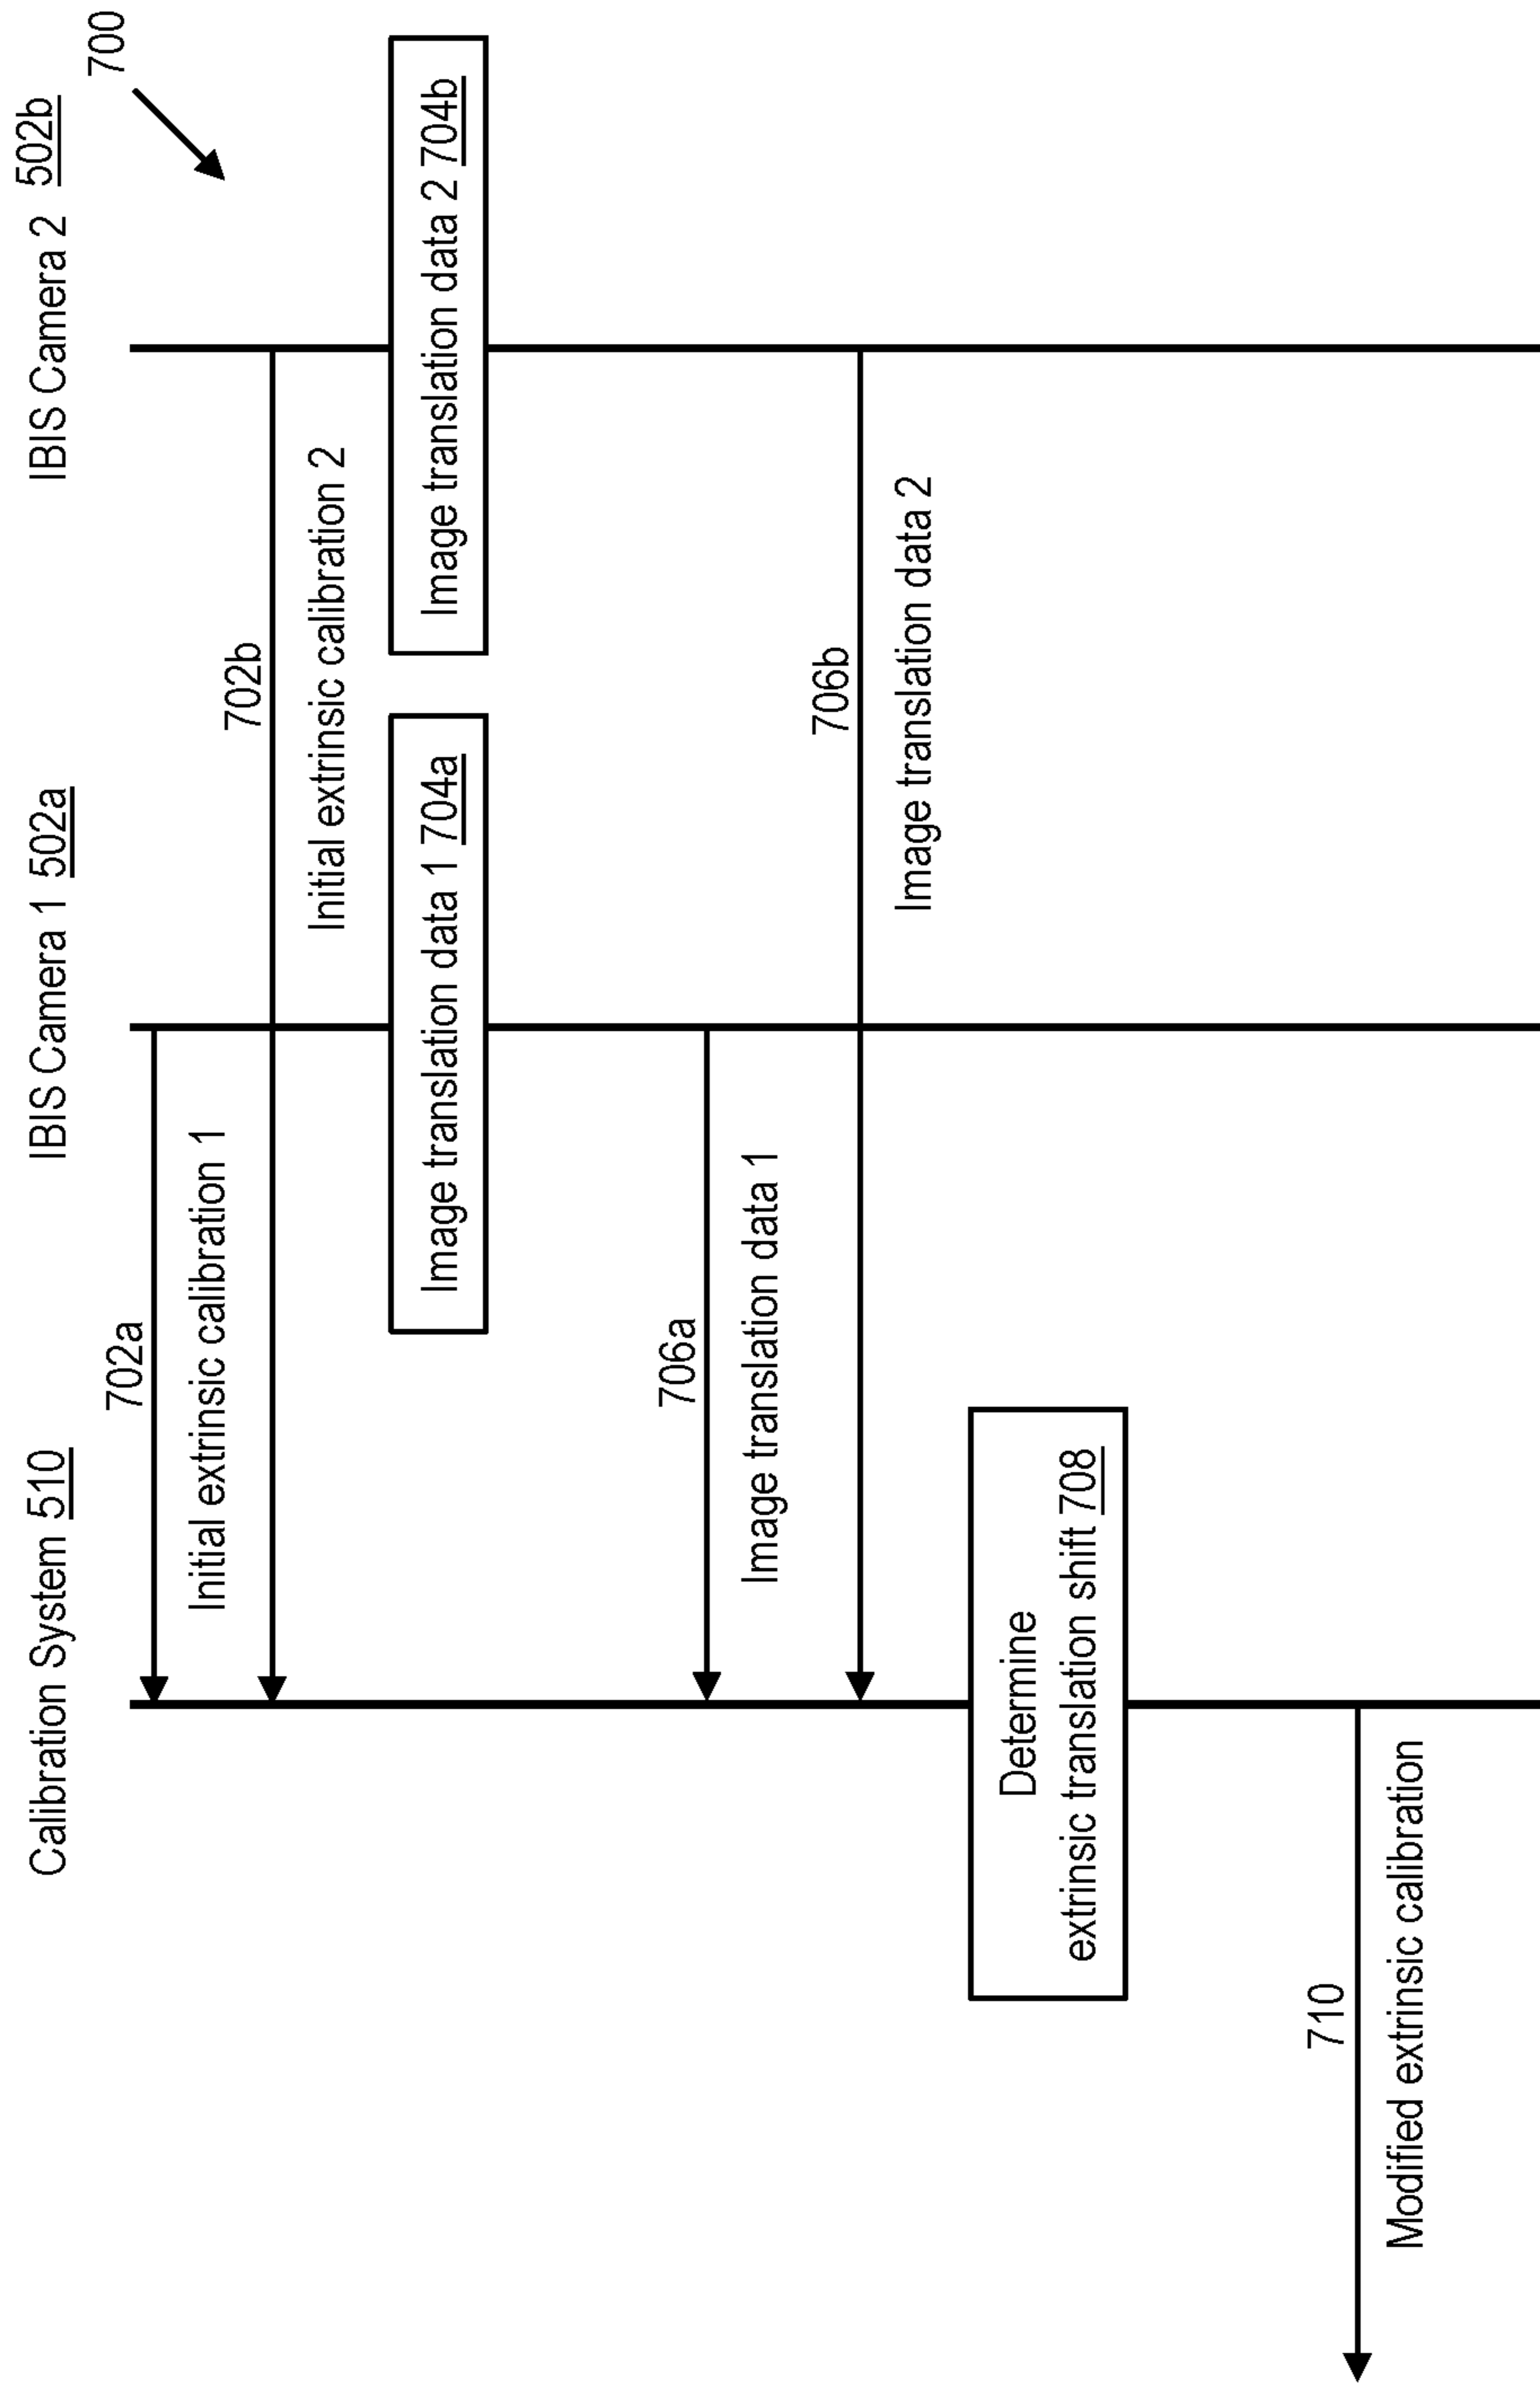 Calibration System 510
IBIS Camera 1 502a
IBIS Camera 2 502b
700
702a
Initial extrinsic calibration 1
702b
Initial extrinsic calibration 2
Image translation data 1 704a
Image translation data 2 704b
706a
Image translation data 1
706b
Image translation data 2
Determine
extrinsic translation shift 708
710
Modified extrinsic calibration